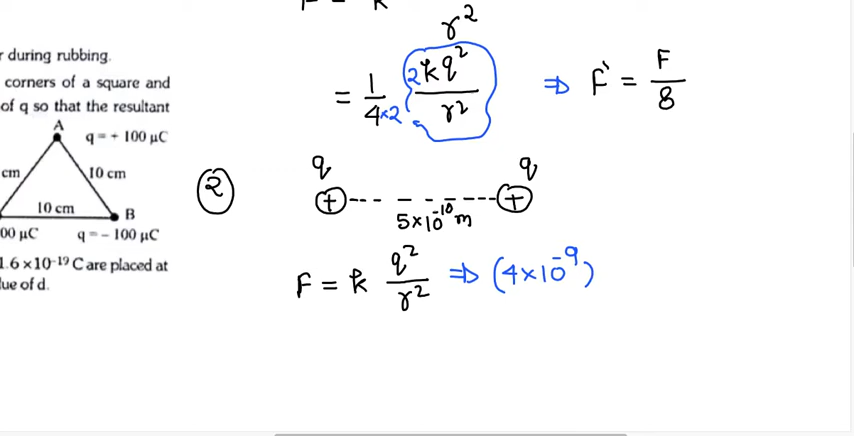 r during rubbing.
corners of a square and
of q so that the resultant
A
q = + 100 μC
cm
10 cm
10 cm
B
00 μC
q = – 100 μC
1.6 ×10⁻¹⁹ C are placed at
lue of d.
r²
= 1/4×2 2kq²/r² ⇒ F' = F/8
②
q q
+ --- - - --- +
5×10⁻¹⁰m
F = k q²/r² ⇒ (4×10⁻⁹)